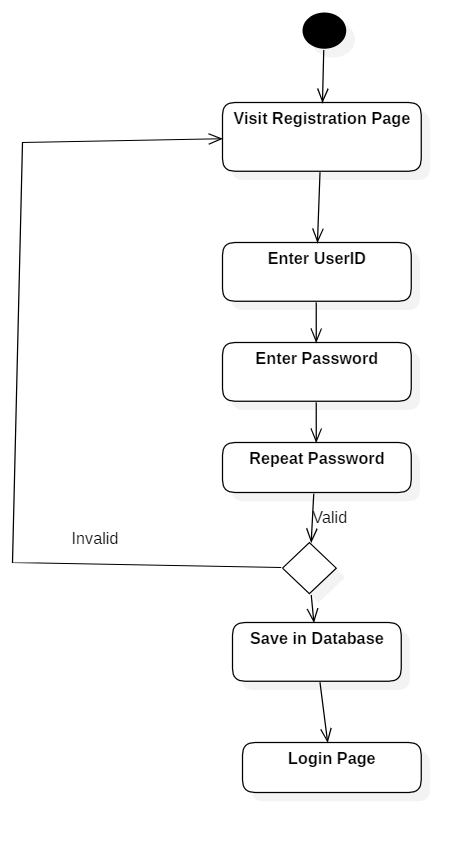 Visit Registration Page
Enter UserID
Enter Password
Repeat Password
Valid
Invalid
Save in Database
Login Page